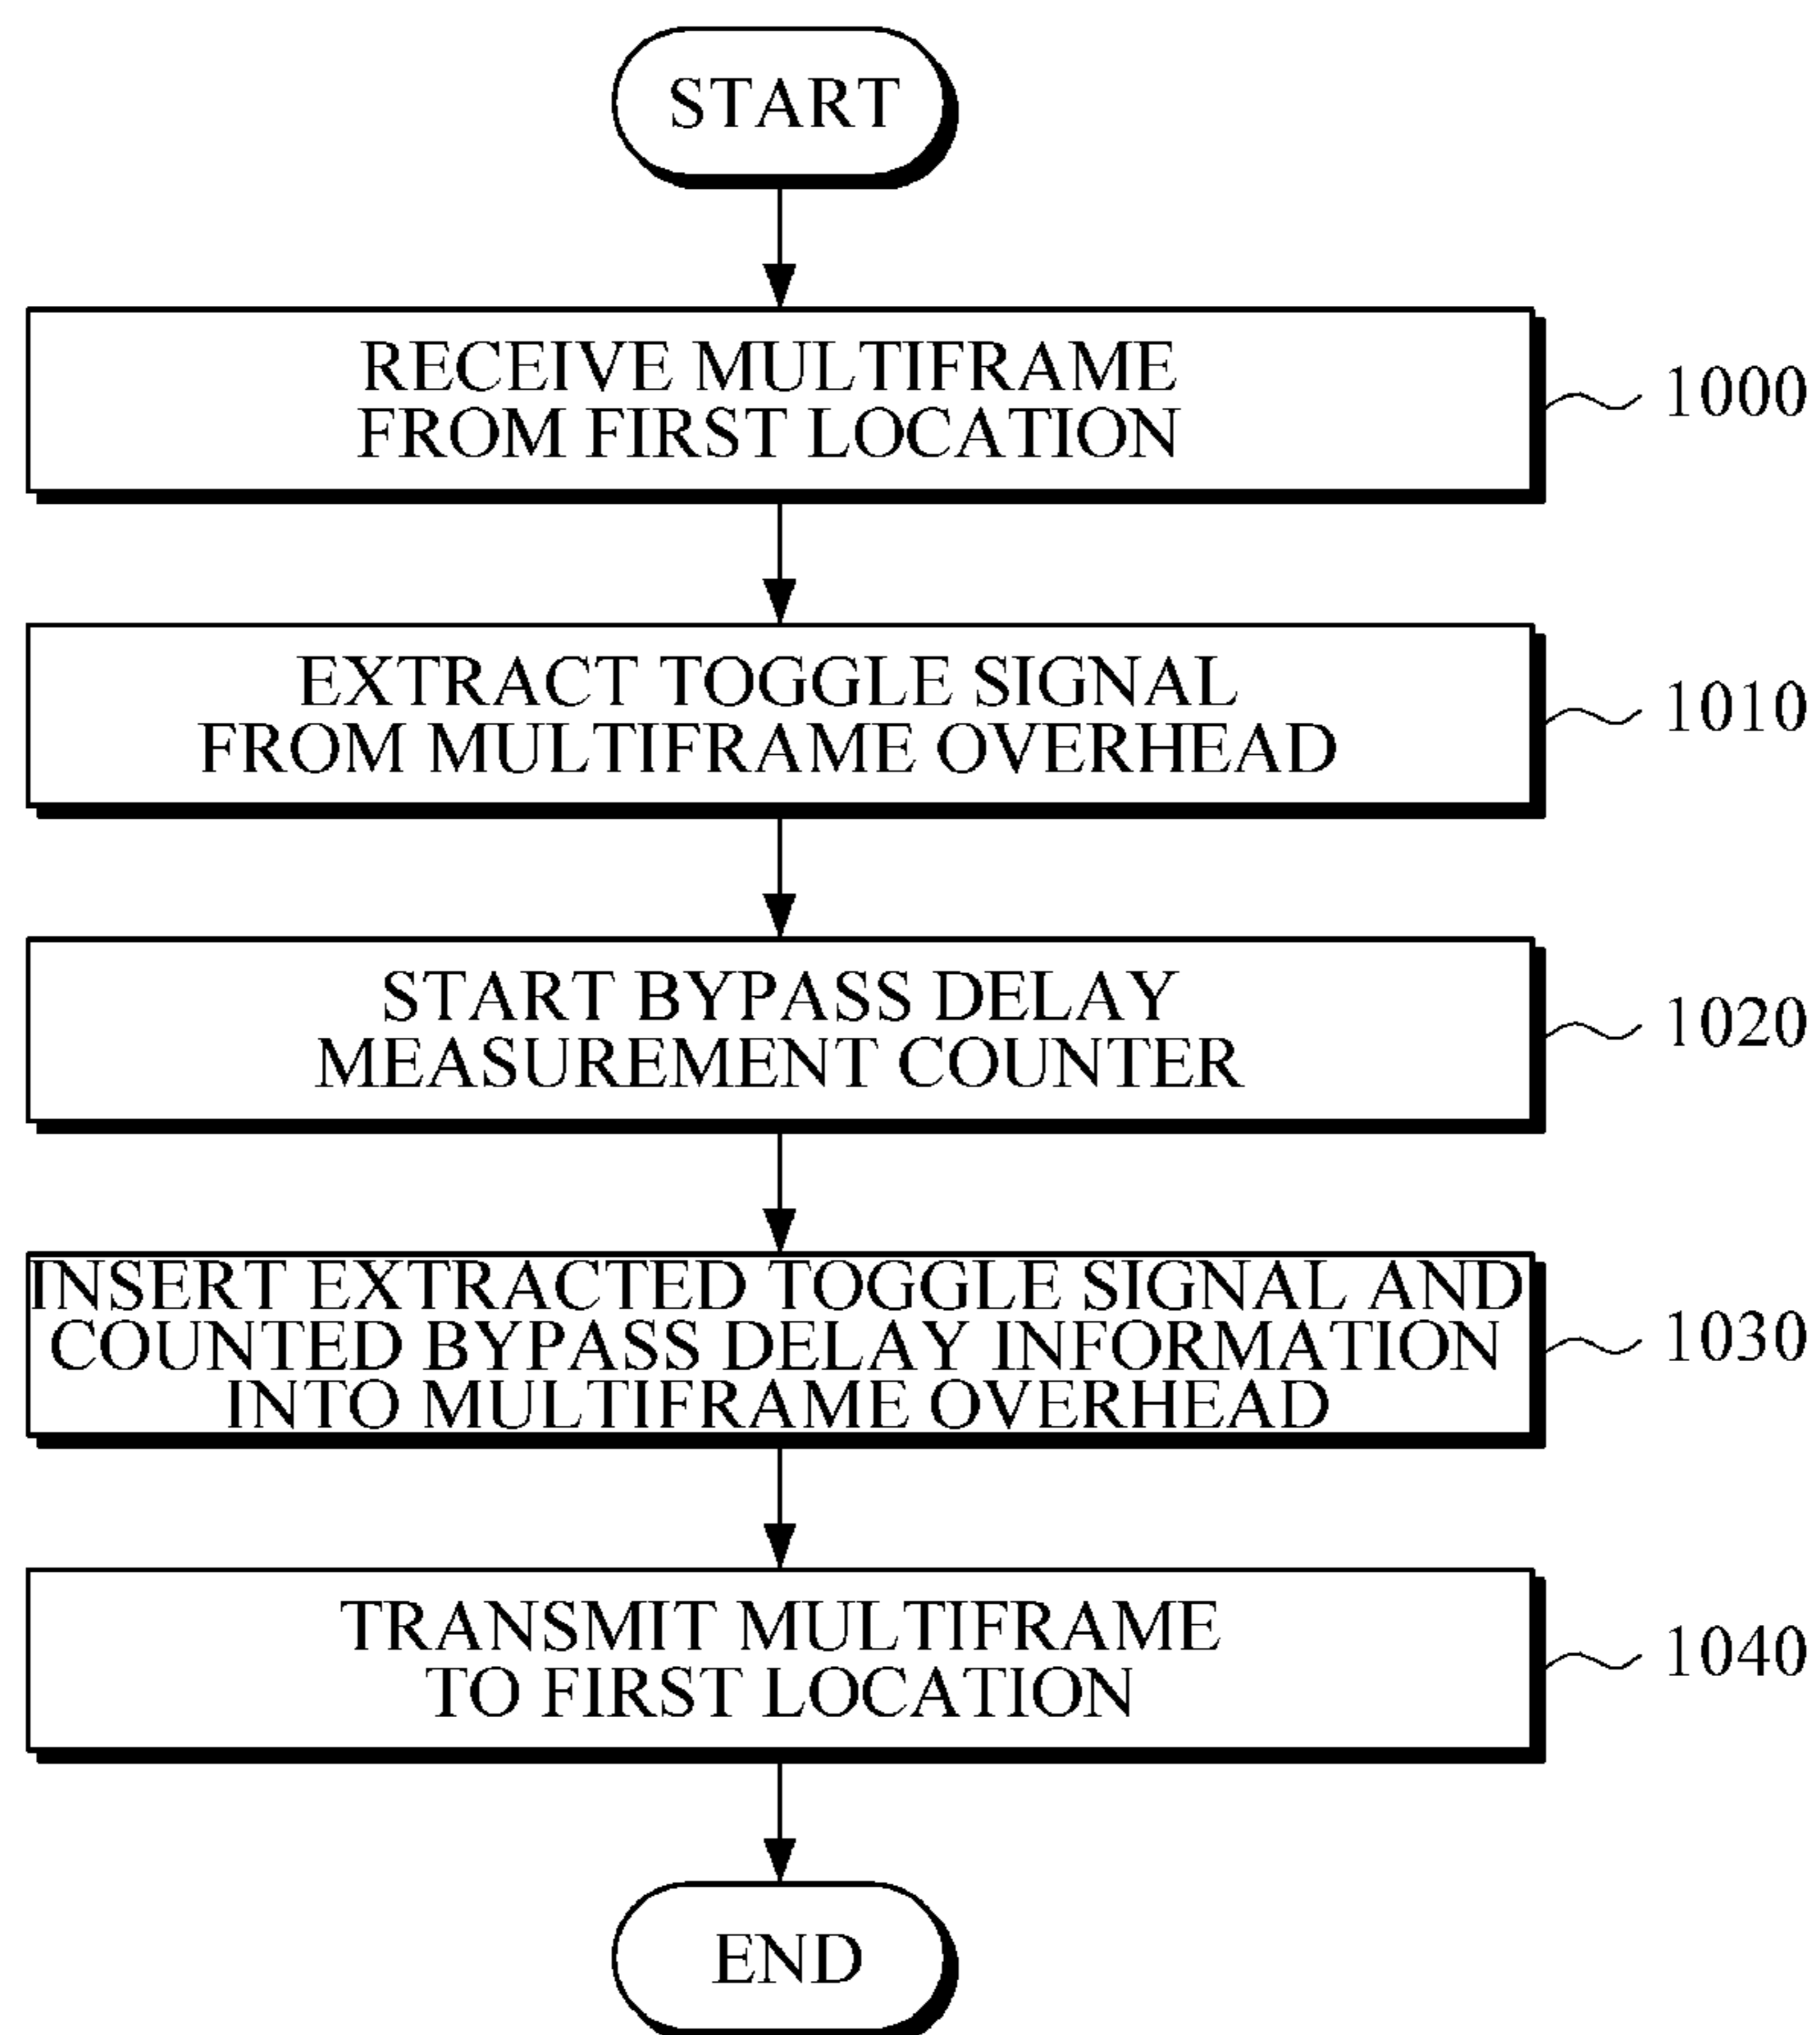 START
RECEIVE MULTIFRAME
FROM FIRST LOCATION
1000
EXTRACT TOGGLE SIGNAL
FROM MULTIFRAME OVERHEAD
1010
START BYPASS DELAY
MEASUREMENT COUNTER
1020
INSERT EXTRACTED TOGGLE SIGNAL AND
COUNTED BYPASS DELAY INFORMATION
INTO MULTIFRAME OVERHEAD
1030
TRANSMIT MULTIFRAME
TO FIRST LOCATION
1040
END